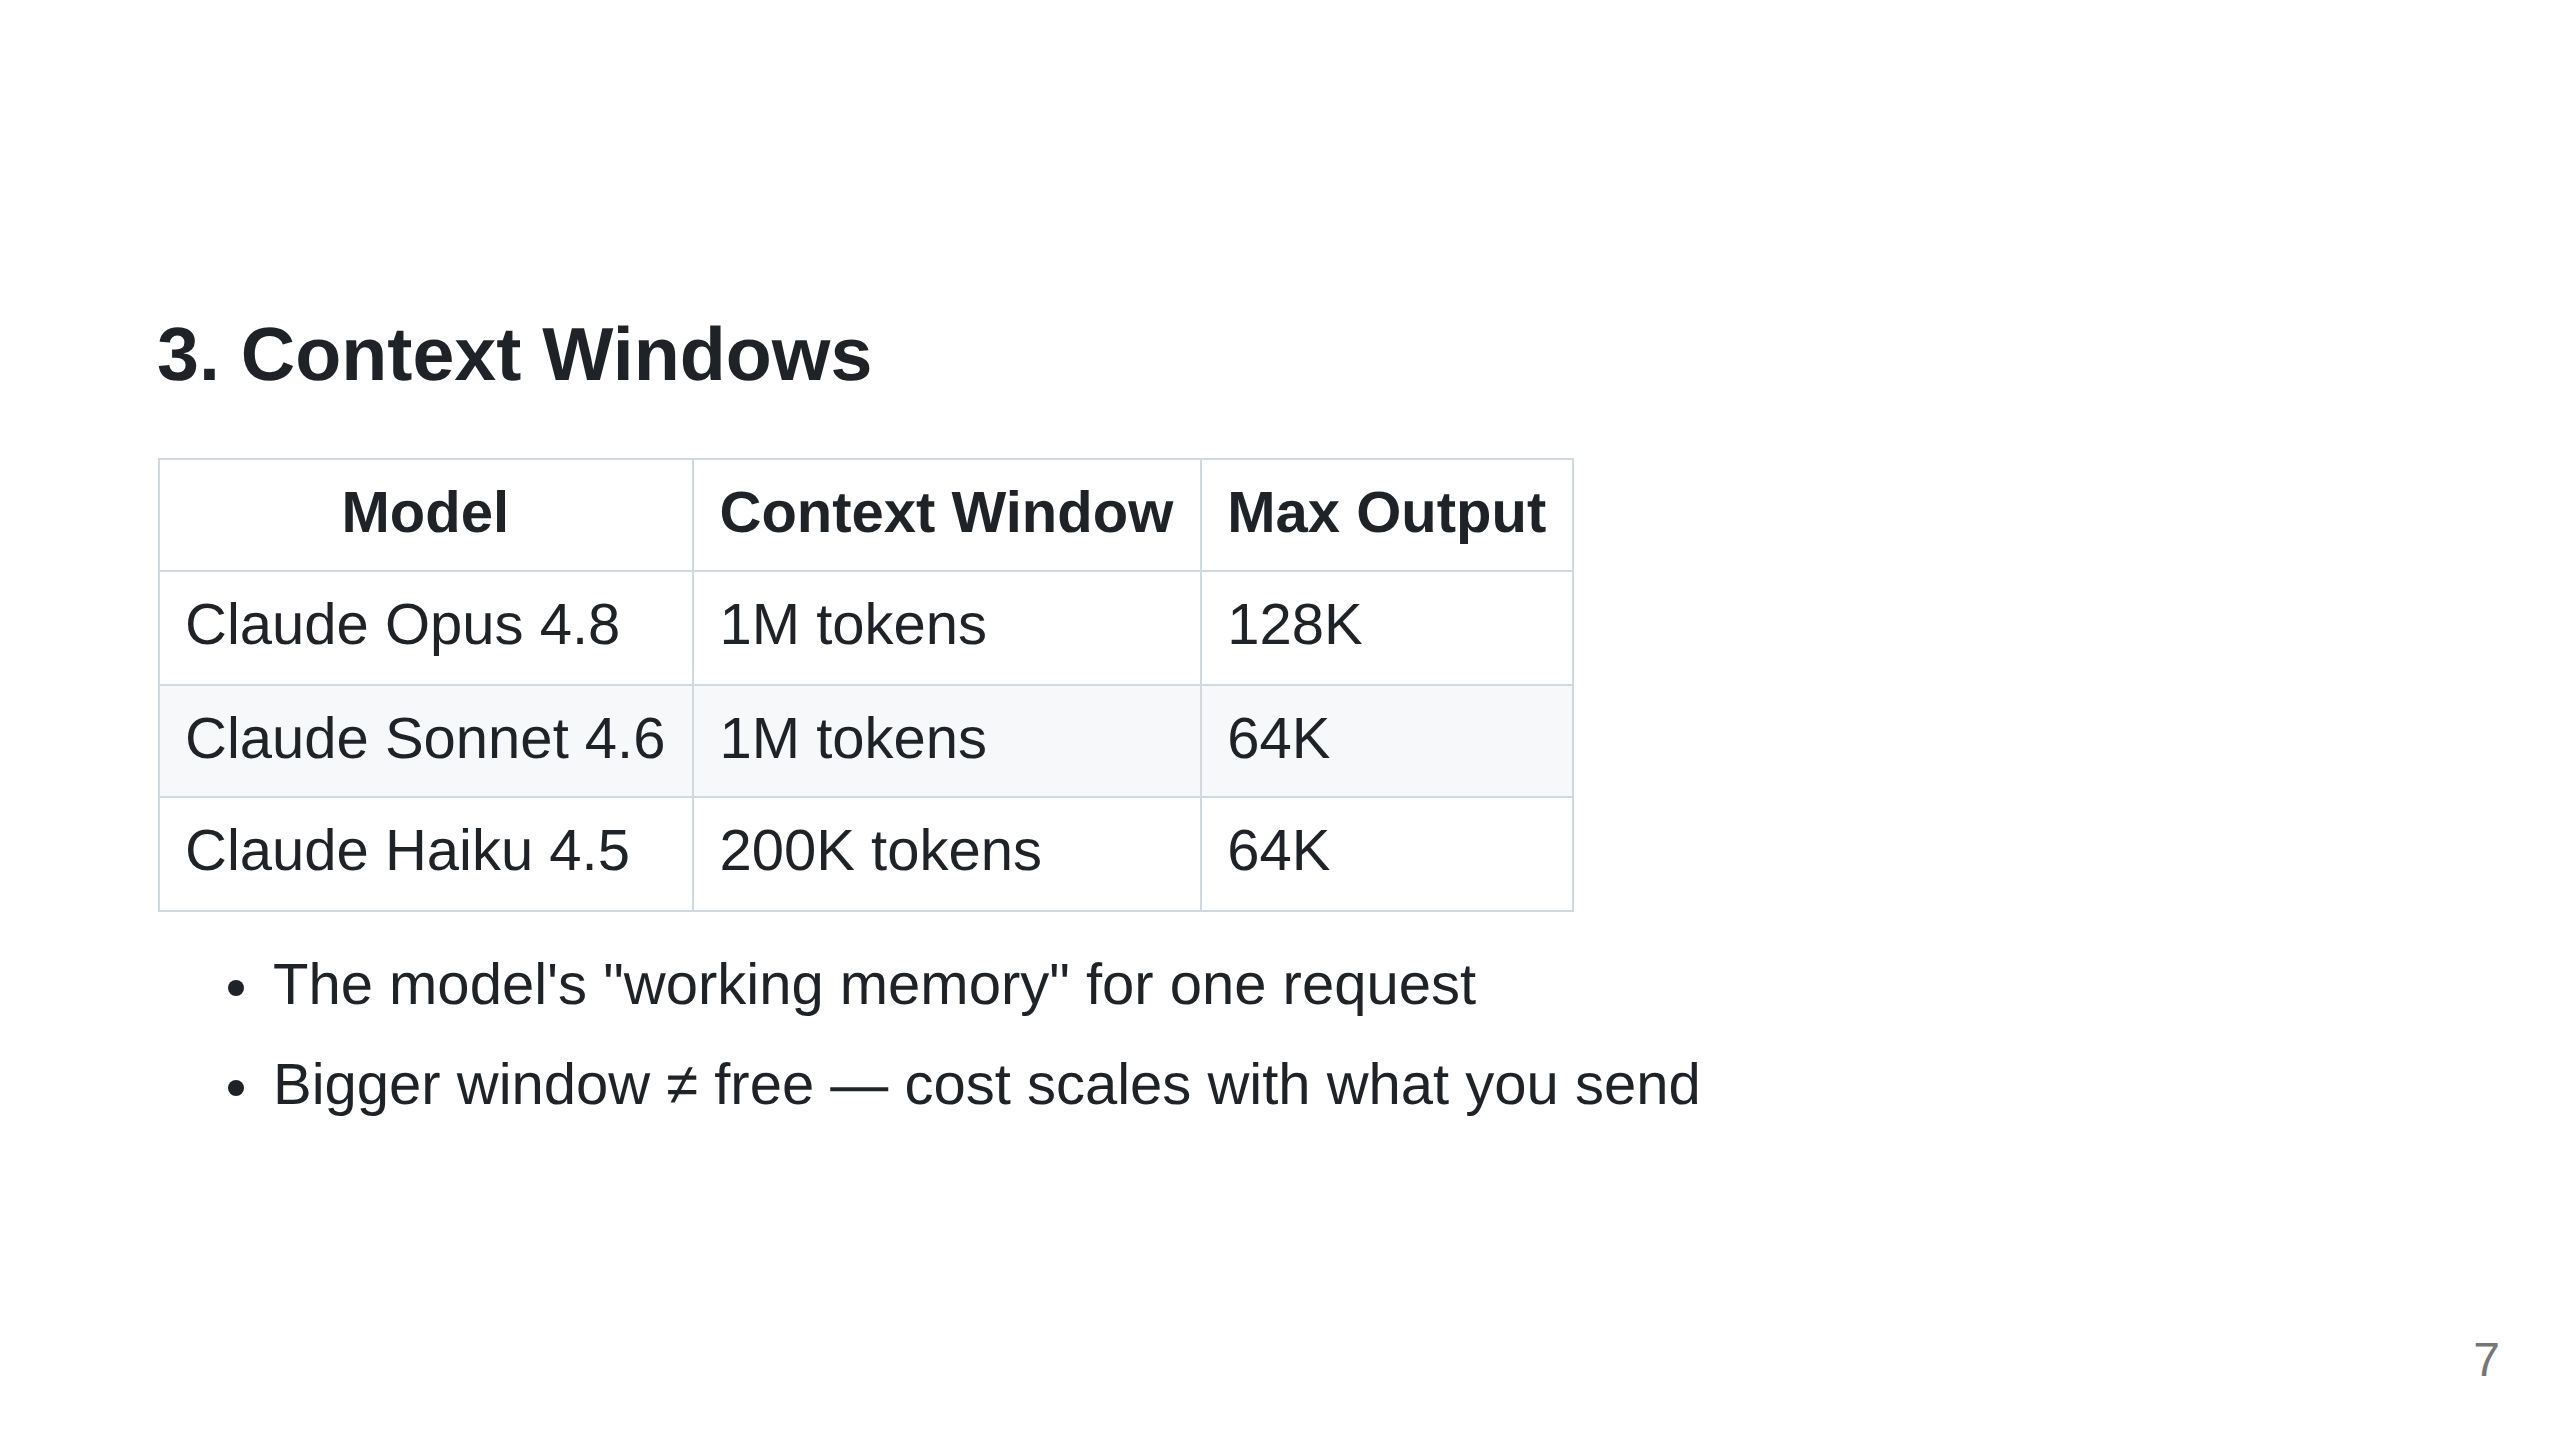 3. Context Windows
Model Context Window Max Output
Claude Opus 4.8 1M tokens 128K
Claude Sonnet 4.6 1M tokens 64K
Claude Haiku 4.5 200K tokens 64K
• The model's "working memory" for one request
• Bigger window ≠ free — cost scales with what you send
7